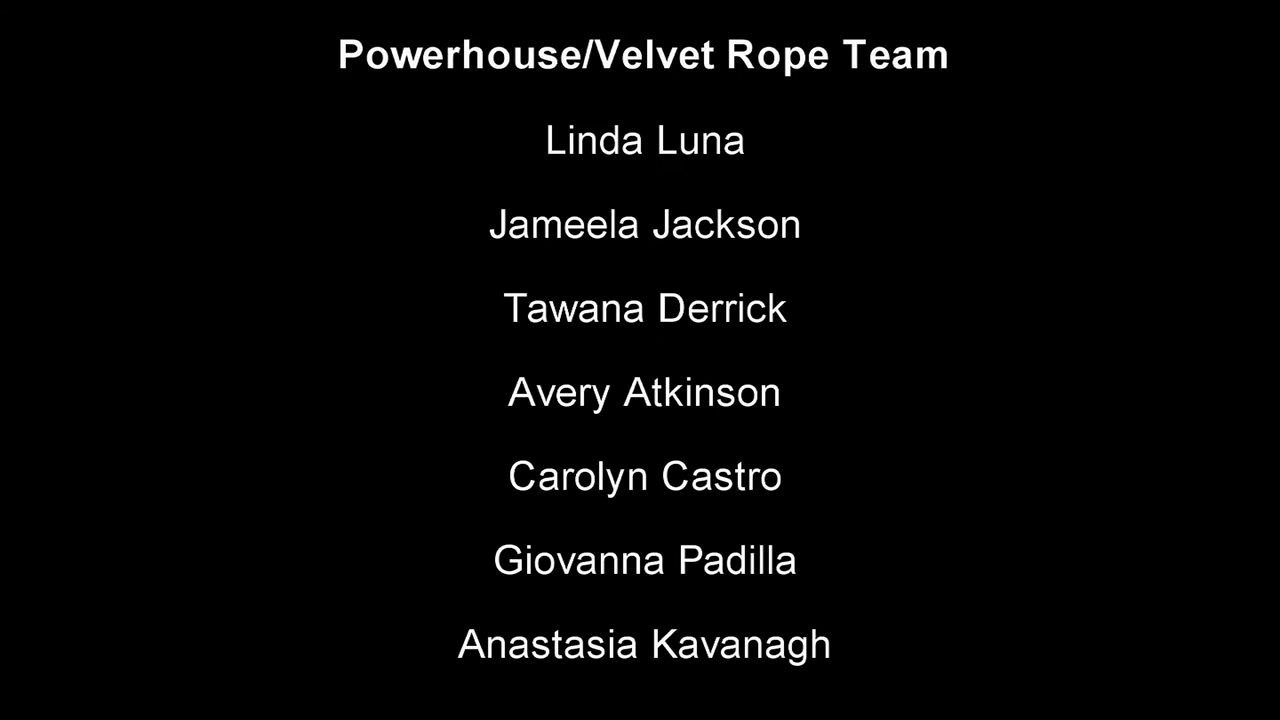 Powerhouse/Velvet Rope Team
Linda Luna
Jameela Jackson
Tawana Derrick
Avery Atkinson
Carolyn Castro
Giovanna Padilla
Anastasia Kavanagh